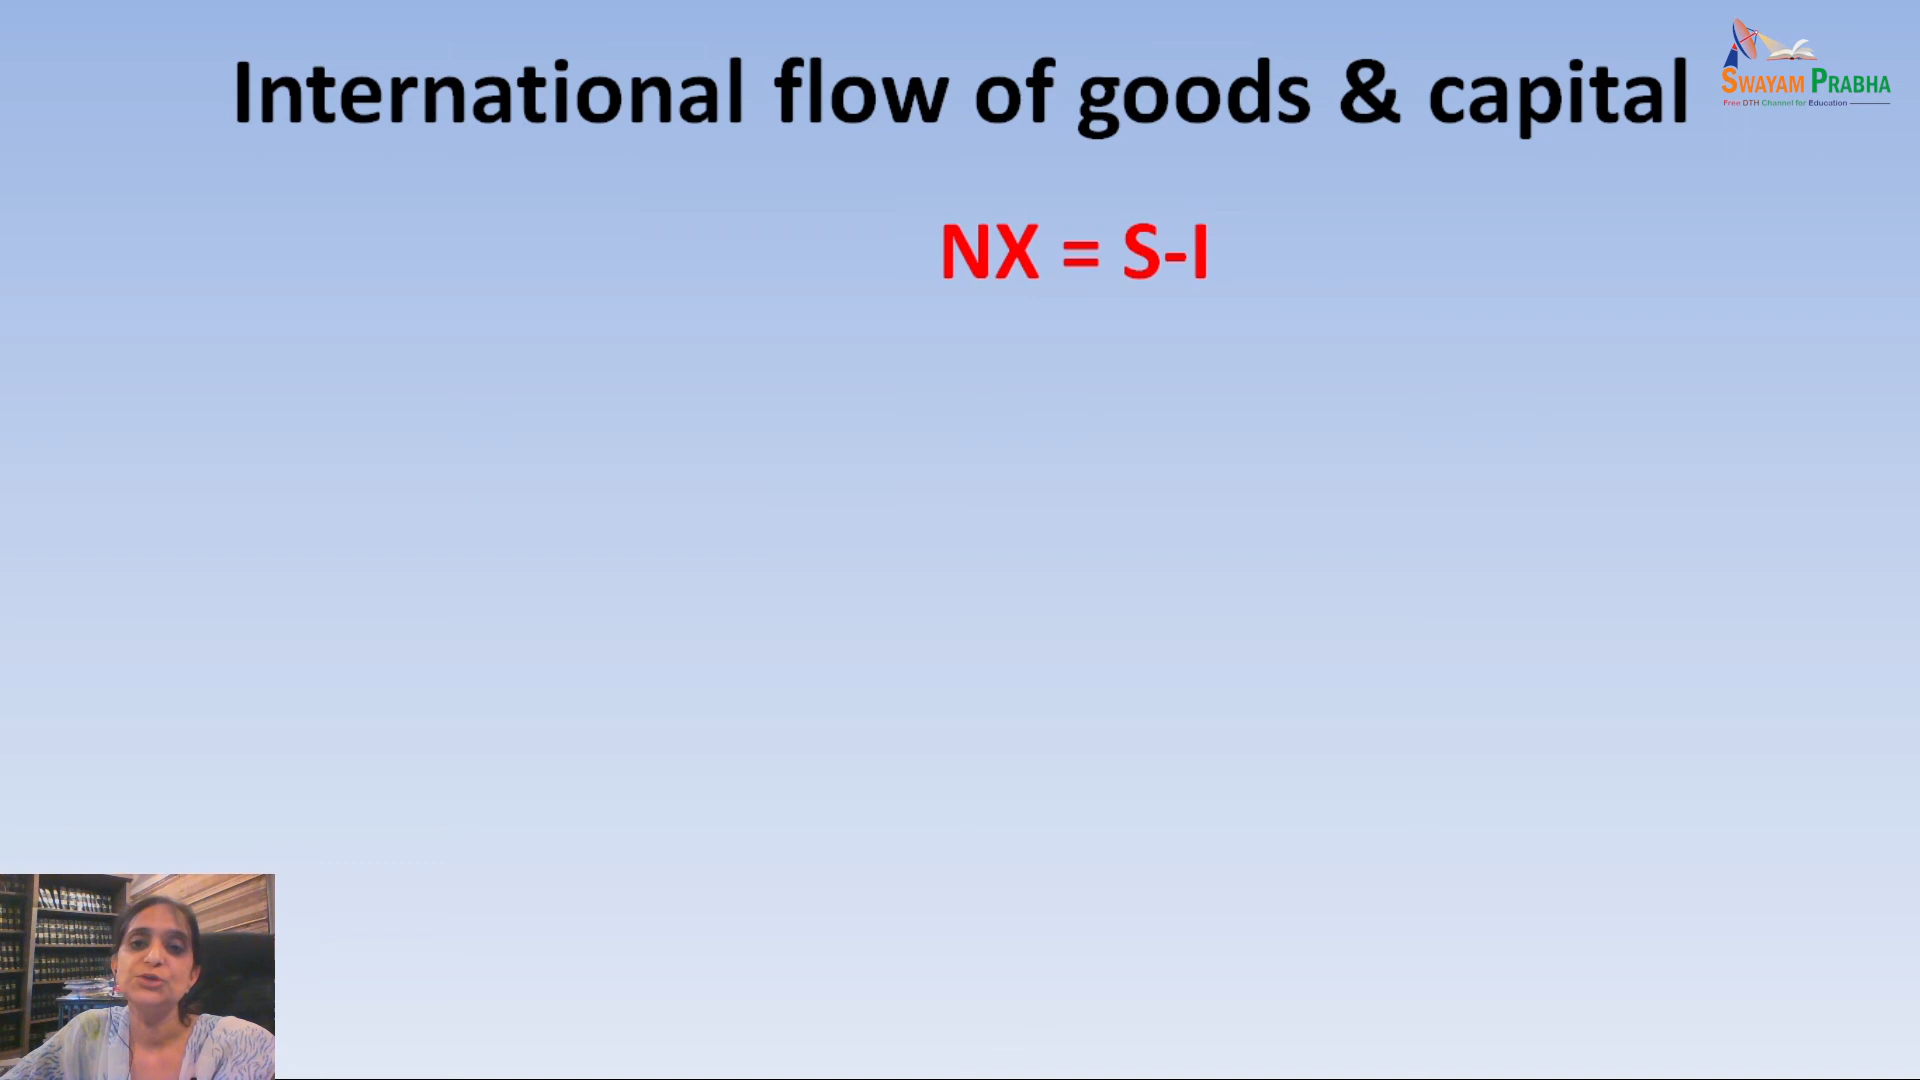 International flow of goods & capital
SWAYAM PRABHA
Free DTH Channel for Education
NX = S-I